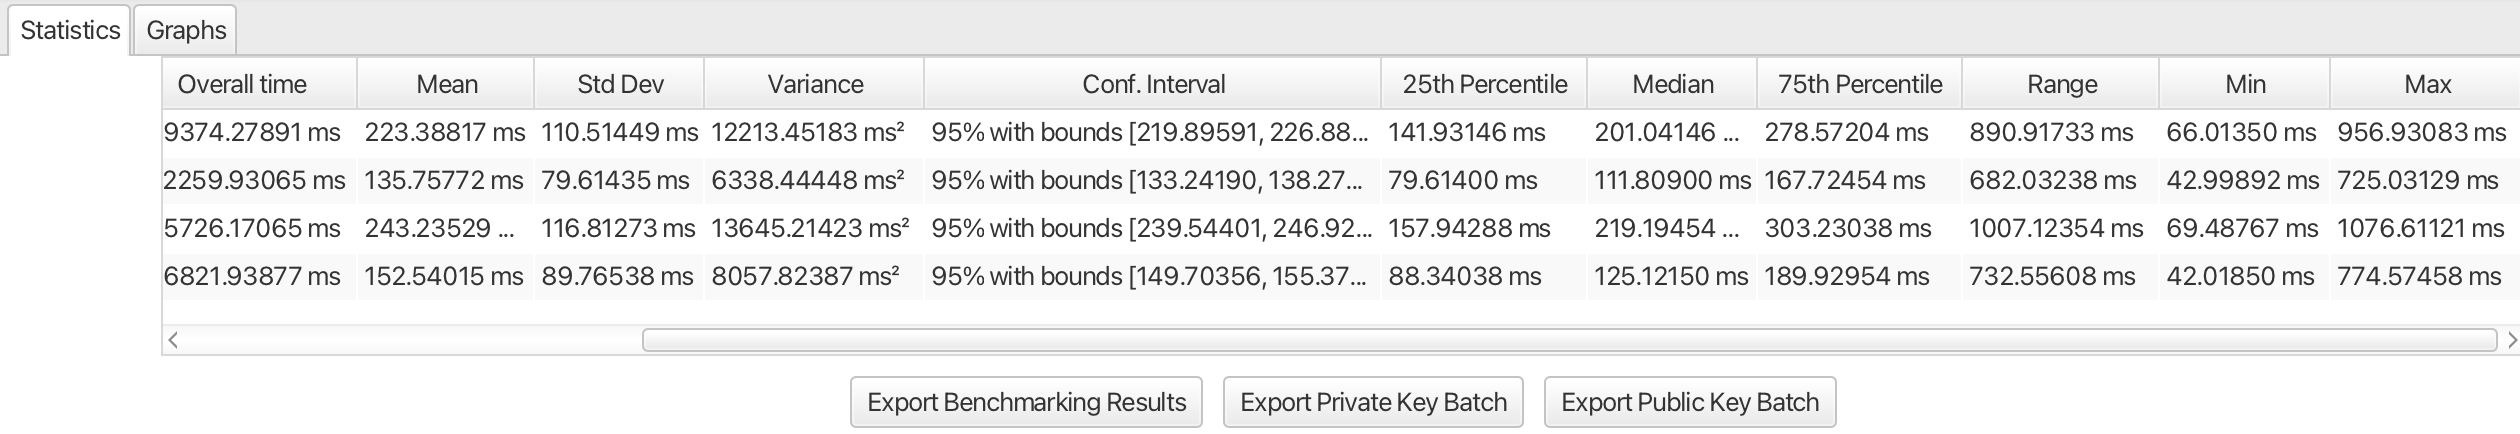 Statistics Graphs
Overall time Mean Std Dev Variance Conf. Interval 25th Percentile Median 75th Percentile Range Min Max
9374.27891 ms 223.38817 ms 110.51449 ms 12213.45183 ms² 95% with bounds [219.89591, 226.88... 141.93146 ms 201.04146 ... 278.57204 ms 890.91733 ms 66.01350 ms 956.93083 ms
2259.93065 ms 135.75772 ms 79.61435 ms 6338.44448 ms² 95% with bounds [133.24190, 138.27... 79.61400 ms 111.80900 ms 167.72454 ms 682.03238 ms 42.99892 ms 725.03129 ms
5726.17065 ms 243.23529 ... 116.81273 ms 13645.21423 ms² 95% with bounds [239.54401, 246.92... 157.94288 ms 219.19454 ... 303.23038 ms 1007.12354 ms 69.48767 ms 1076.61121 ms
6821.93877 ms 152.54015 ms 89.76538 ms 8057.82387 ms² 95% with bounds [149.70356, 155.37... 88.34038 ms 125.12150 ms 189.92954 ms 732.55608 ms 42.01850 ms 774.57458 ms
Export Benchmarking Results Export Private Key Batch Export Public Key Batch